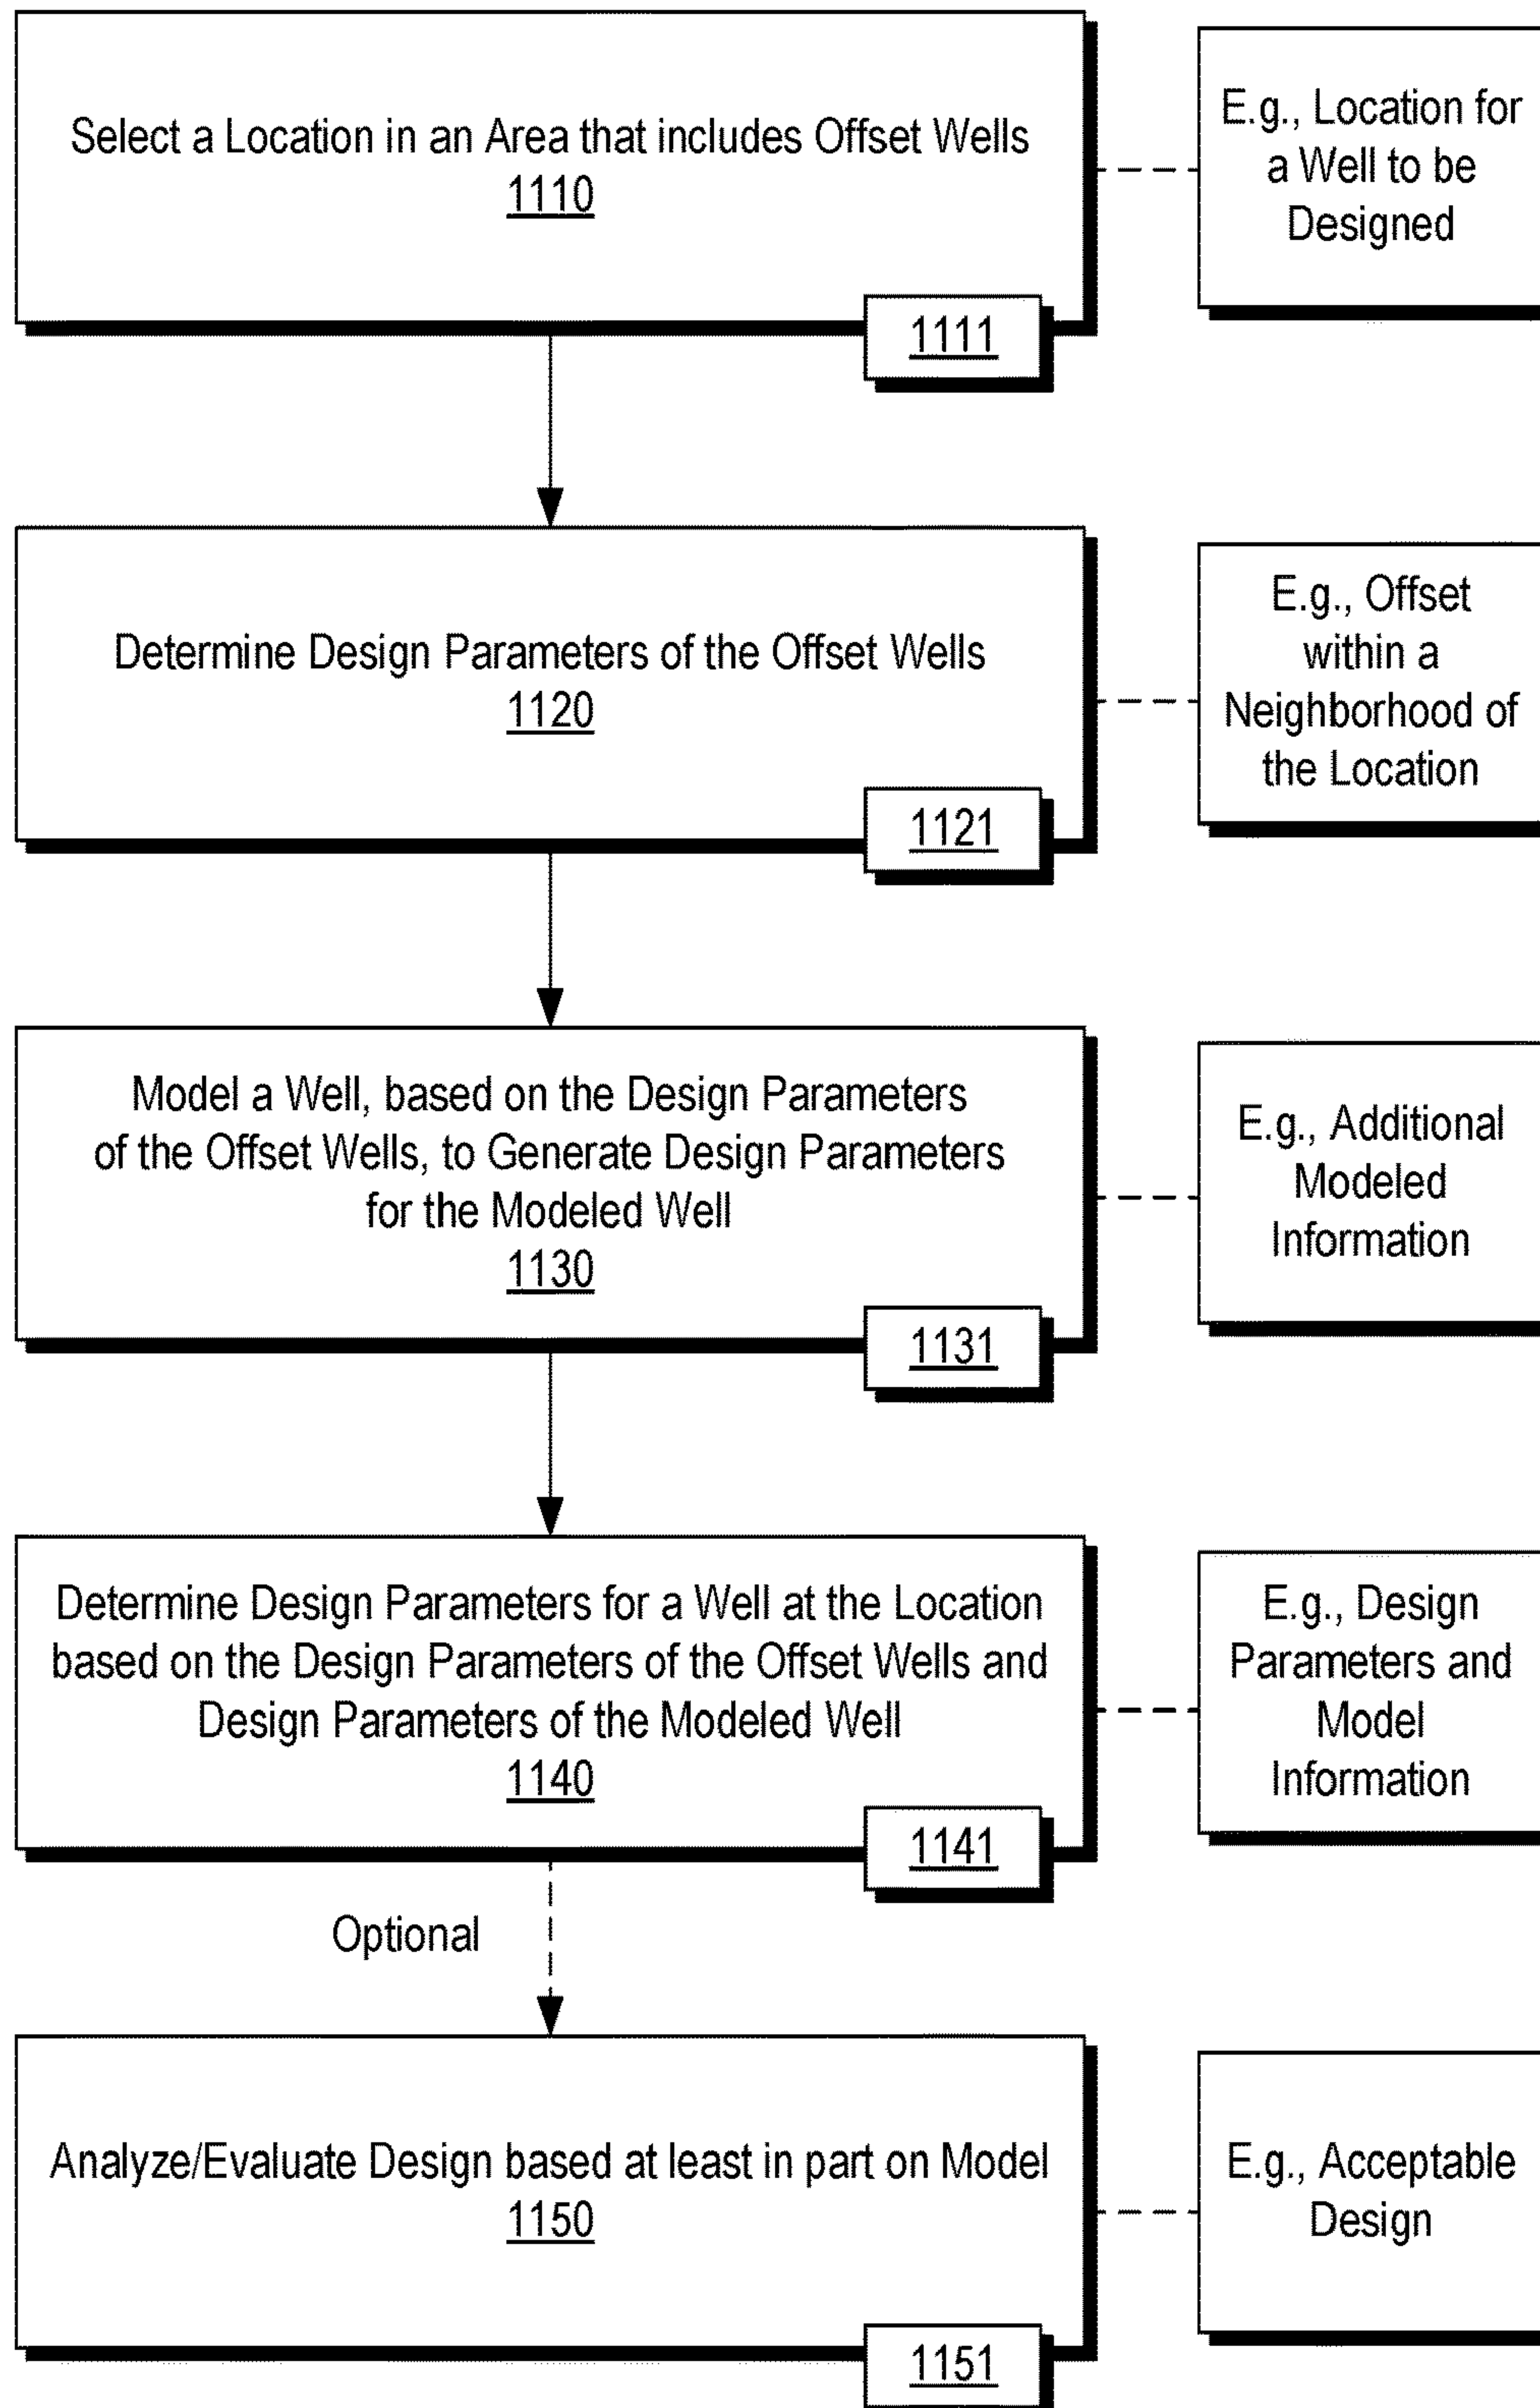 Select a Location in an Area that includes Offset Wells
1110
1111
E.g., Location for
a Well to be
Designed
Determine Design Parameters of the Offset Wells
1120
1121
E.g., Offset
within a
Neighborhood of
the Location
Model a Well, based on the Design Parameters
of the Offset Wells, to Generate Design Parameters
for the Modeled Well
1130
1131
E.g., Additional
Modeled
Information
Determine Design Parameters for a Well at the Location
based on the Design Parameters of the Offset Wells and
Design Parameters of the Modeled Well
1140
1141
E.g., Design
Parameters and
Model
Information
Optional
Analyze/Evaluate Design based at least in part on Model
1150
1151
E.g., Acceptable
Design